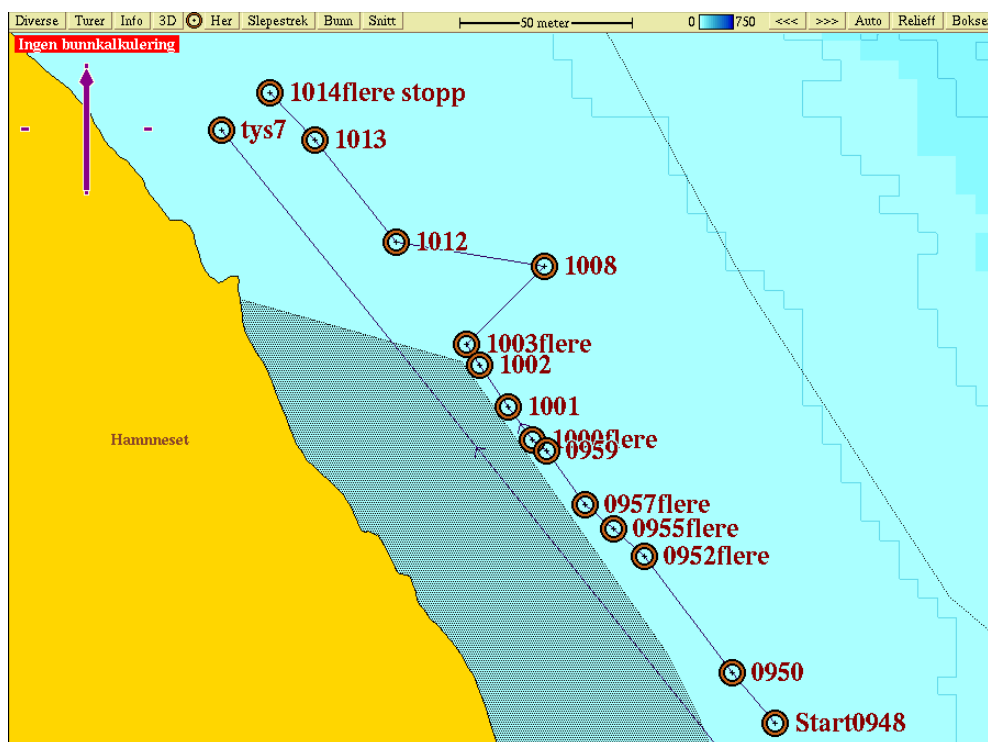 Diverse Turer Info 3D Her Slepestrek Bunn Snitt 50 meter 0 750 <<< >>> Auto Relieff Bokser
Ingen bunnkalkulering
1014flere stopp
tys7
1013
1012
1008
1003flere
1002
1001
1000flere
Hamnneset
0959
0957flere
0955flere
0952flere
0950
Start0948